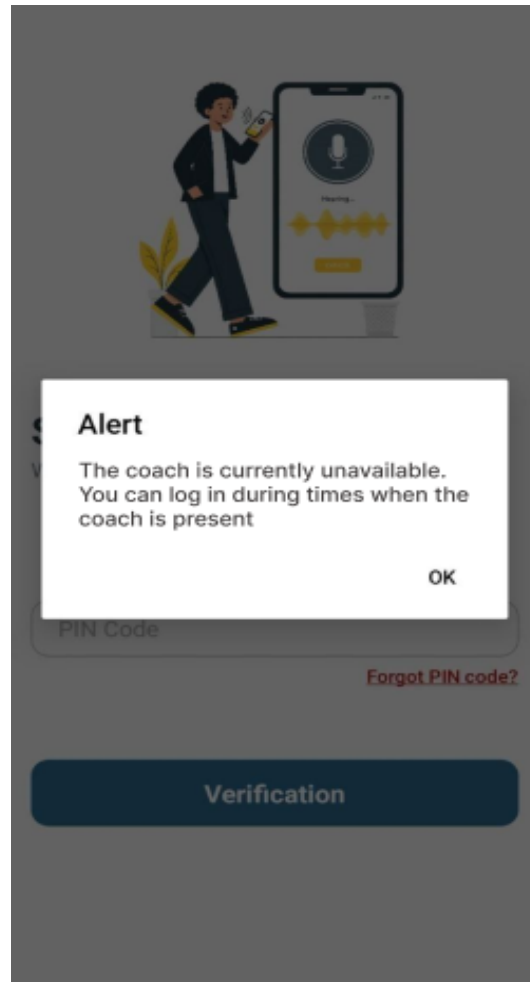 Hearing...
Alert
The coach is currently unavailable.
You can log in during times when the
coach is present
OK
PIN Code
Forgot PIN code?
Verification